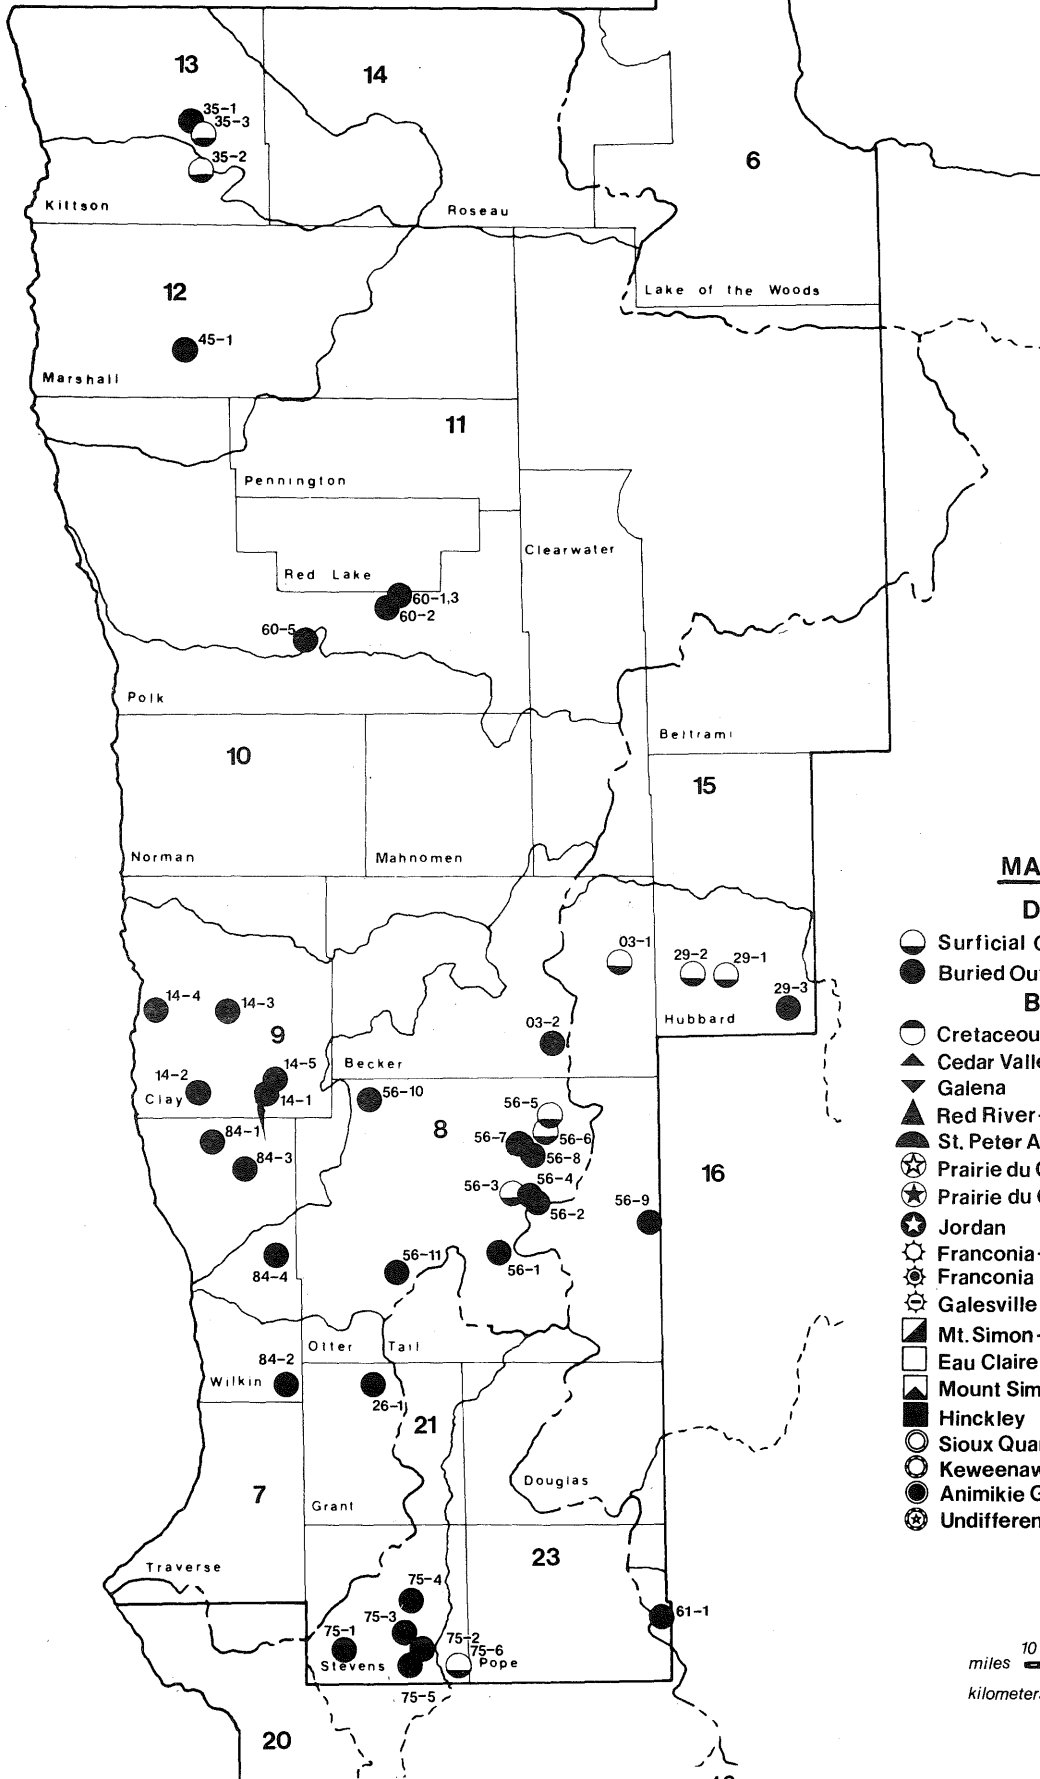 13
14
35-1
35-3
35-2
6
Kittson
Roseau
12
Lake of the Woods
45-1
Marshall
11
Pennington
Clearwater
Red Lake
60-1,3
60-2
60-5
Polk
Beltrami
10
15
Norman
Mahnomen
MA
D
Surficial
Buried Ou
B
Cretaceou
Cedar Valle
Galena
Red River-
St. Peter A
Prairie du
Prairie du
Jordan
Franconia-
Franconia
Galesville
Mt. Simon-
Eau Claire
Mount Sim
Hinckley
Sioux Qua
Keweenaw
Animikie G
Undifferen
03-1
29-2
29-1
29-3
Hubbard
14-4
14-3
9
03-2
14-5
Becker
14-2
14-1
Clay
56-10
56-5
84-1
8
56-7
56-6
84-3
56-8
16
56-3
56-4
56-9
56-2
84-4
56-11
56-1
Otter Tail
84-2
Wilkin
26-1
21
Douglas
7
Grant
23
Traverse
75-4
75-3
61-1
75-1
75-2
75-6
Stevens
Pope
75-5
10
miles
kilometers
20